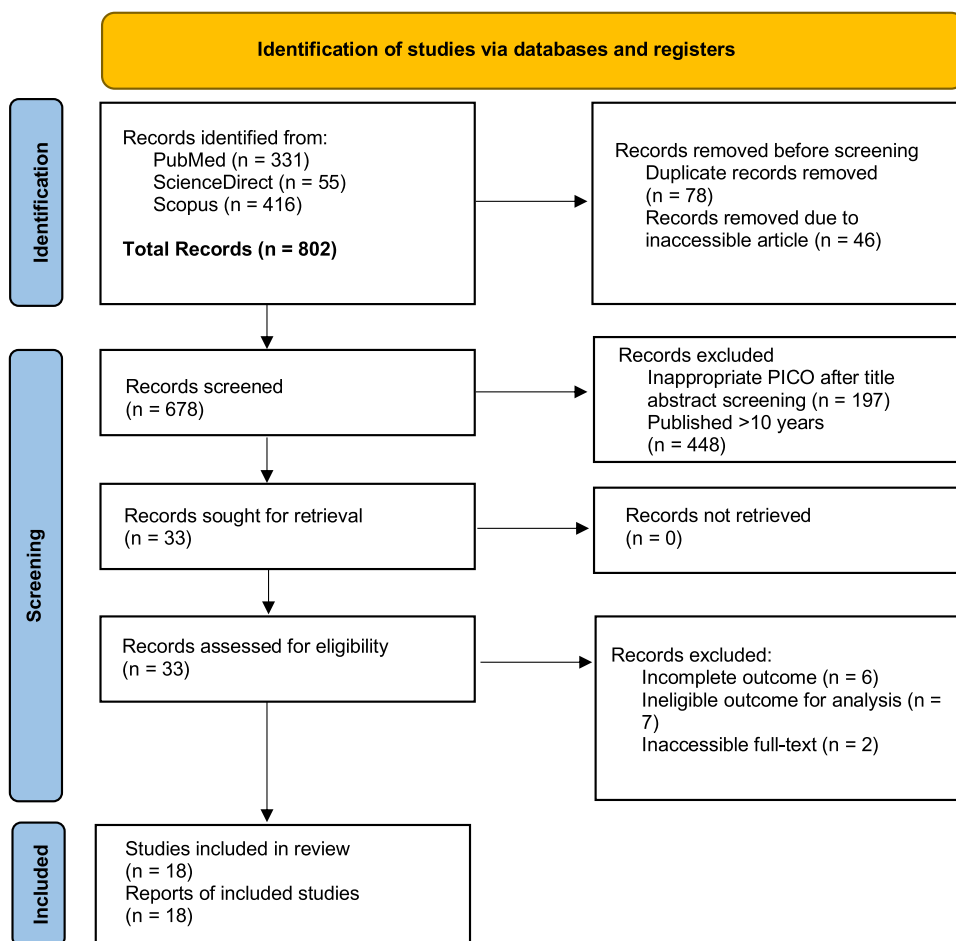 Identification of studies via databases and registers
Identification
Records identified from:
PubMed (n = 331)
ScienceDirect (n = 55)
Scopus (n = 416)
Total Records (n = 802)
Records removed before screening
Duplicate records removed
(n = 78)
Records removed due to
inaccessible article (n = 46)
Screening
Records screened
(n = 678)
Records excluded
Inappropriate PICO after title
abstract screening (n = 197)
Published >10 years
(n = 448)
Records sought for retrieval
(n = 33)
Records not retrieved
(n = 0)
Records assessed for eligibility
(n = 33)
Records excluded:
Incomplete outcome (n = 6)
Ineligible outcome for analysis (n =
7)
Inaccessible full-text (n = 2)
Included
Studies included in review
(n = 18)
Reports of included studies
(n = 18)